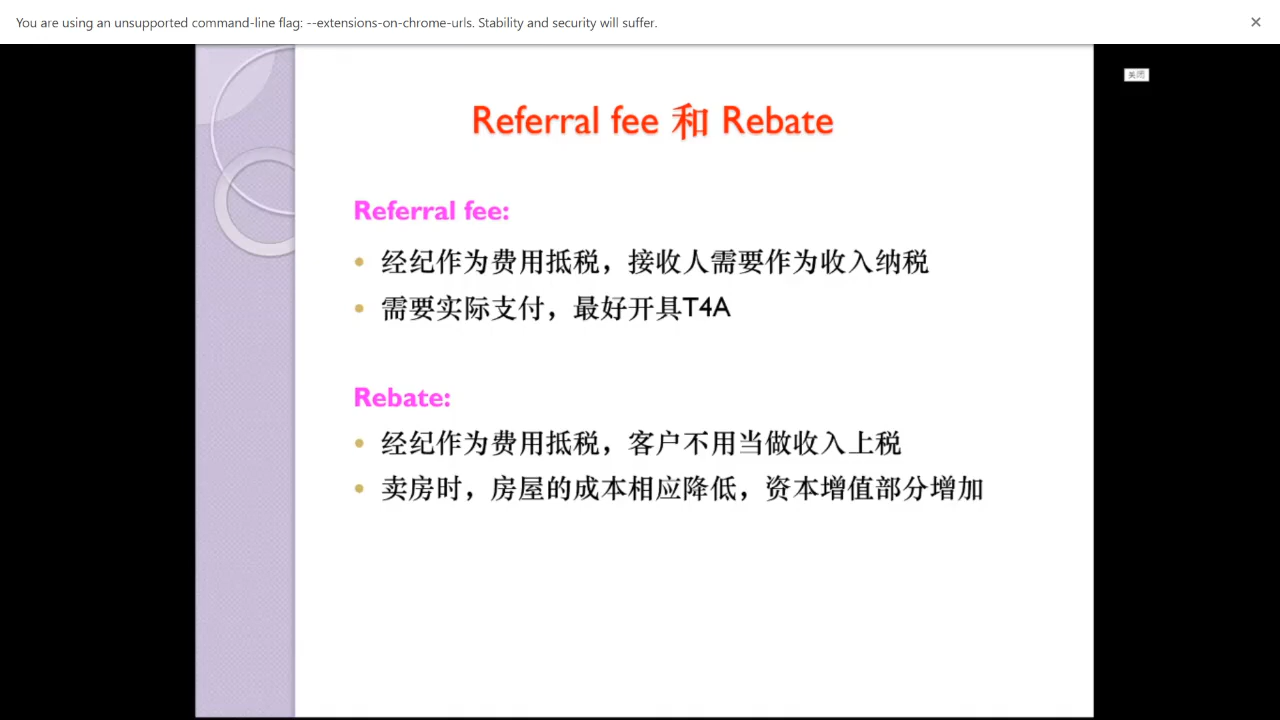 You are using an unsupported command-line flag: --extensions-on-chrome-urls. Stability and security will suffer.
关闭
Referral fee 和 Rebate
Referral fee:
• 经纪作为费用抵税，接收人需要作为收入纳税
• 需要实际支付，最好开具T4A
Rebate:
• 经纪作为费用抵税，客户不用当做收入上税
• 卖房时，房屋的成本相应降低，资本增值部分增加